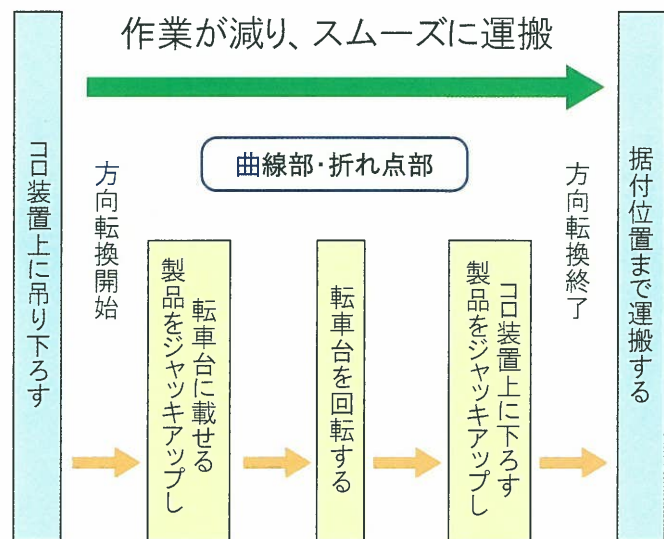 作業が減り、スムーズに運搬
曲線部・折れ点部
コロ装置上に吊り下ろす
方向転換開始
製品をジャッキアップし
転車台に載せる
転車台を回転する
製品をジャッキアップし
コロ装置上に下ろす
方向転換終了
据付位置まで運搬する